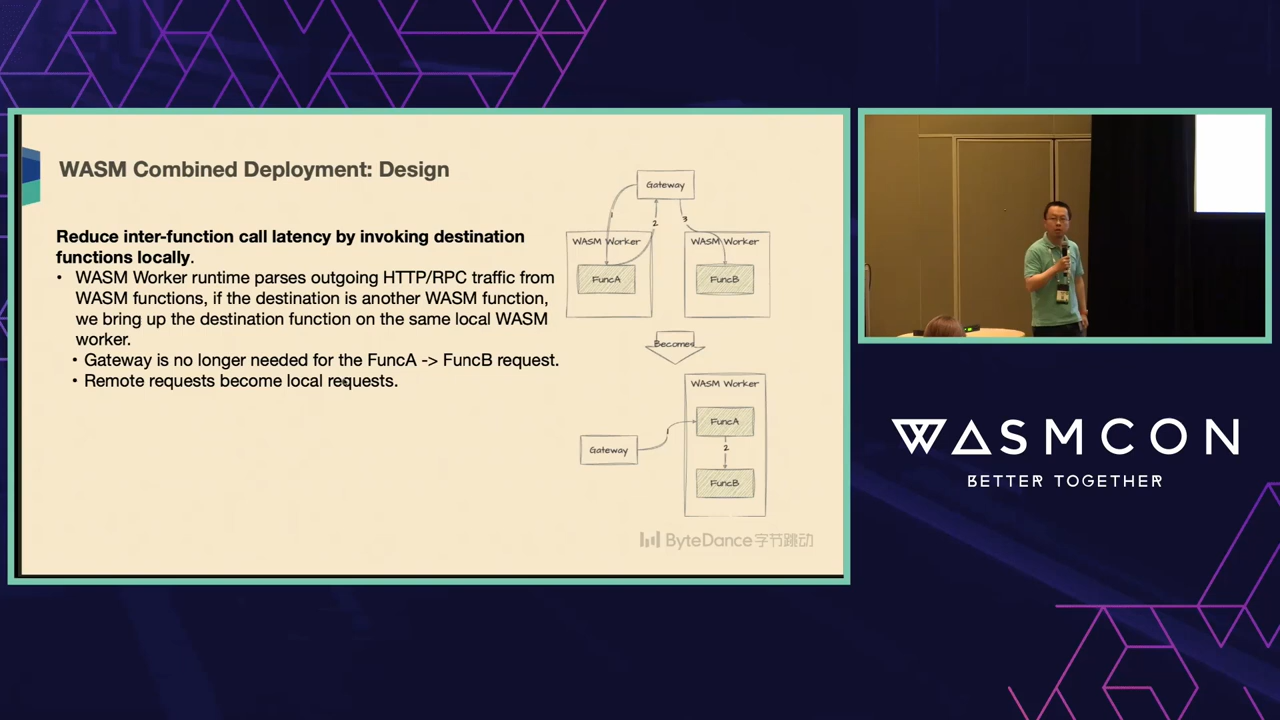 WASM Combined Deployment: Design
Reduce inter-function call latency by invoking destination
functions locally.
• WASM Worker runtime parses outgoing HTTP/RPC traffic from
WASM functions, if the destination is another WASM function,
we bring up the destination function on the same local WASM
worker.
• Gateway is no longer needed for the FuncA -> FuncB request.
• Remote requests become local requests.
Gateway
1
2
3
WASM Worker
FuncA
WASM Worker
FuncB
Becomes
WASM Worker
FuncA
Gateway
1
2
FuncB
ByteDance字节跳动
WASMCON
BETTER TOGETHER